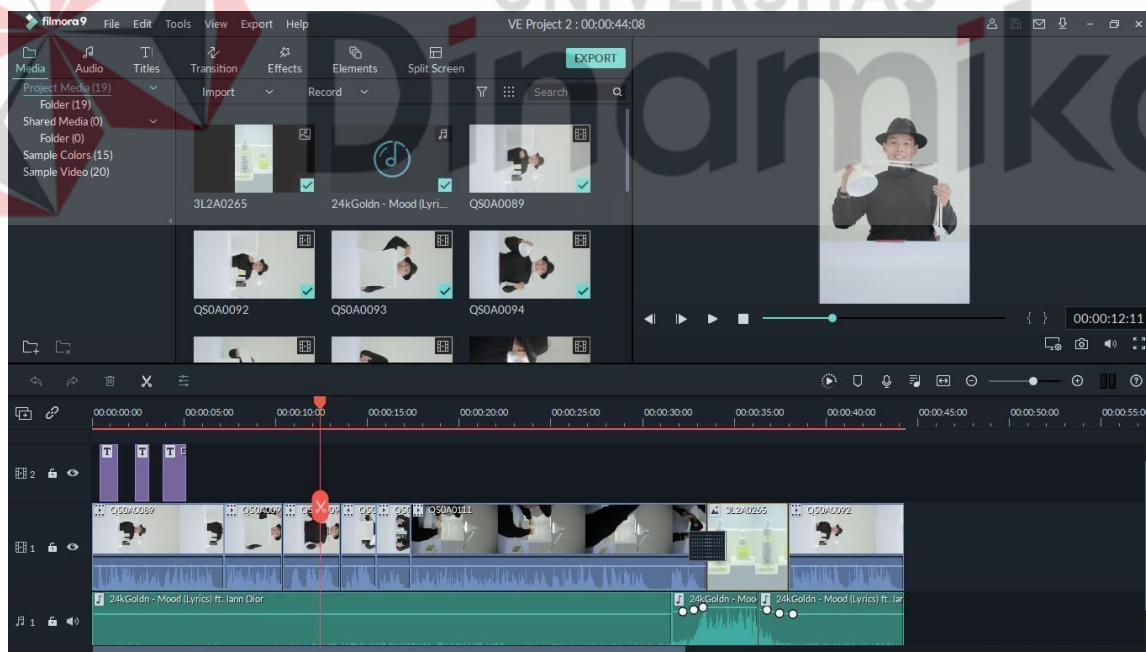 UNIVERSITAS
Dinamika
filmora9 File Edit Tools View Export Help VE Project 2 : 00:00:44:08
Media Audio Titles Transition Effects Elements Split Screen EXPORT
Project Media (19) Import Record Search
Folder (19)
Shared Media (0)
Folder (0)
Sample Colors (15)
Sample Video (20)
3L2A0265 24kGoldn - Mood (Lyri... QS0A0089
QS0A0092 QS0A0093 QS0A0094
{ } 00:00:12:11
00:00:00:00 00:00:05:00 00:00:10:00 00:00:15:00 00:00:20:00 00:00:25:00 00:00:30:00 00:00:35:00 00:00:40:00 00:00:45:00 00:00:50:00 00:00:55:0
T T T
2
QS0A0089 QS0A009 QS0A0111 3L2A0265 QS0A0092
1
24kGoldn - Mood (Lyrics) ft. Iann Dior 24kGoldn - Moo 24kGoldn - Mood (Lyrics) ft. Iar
1